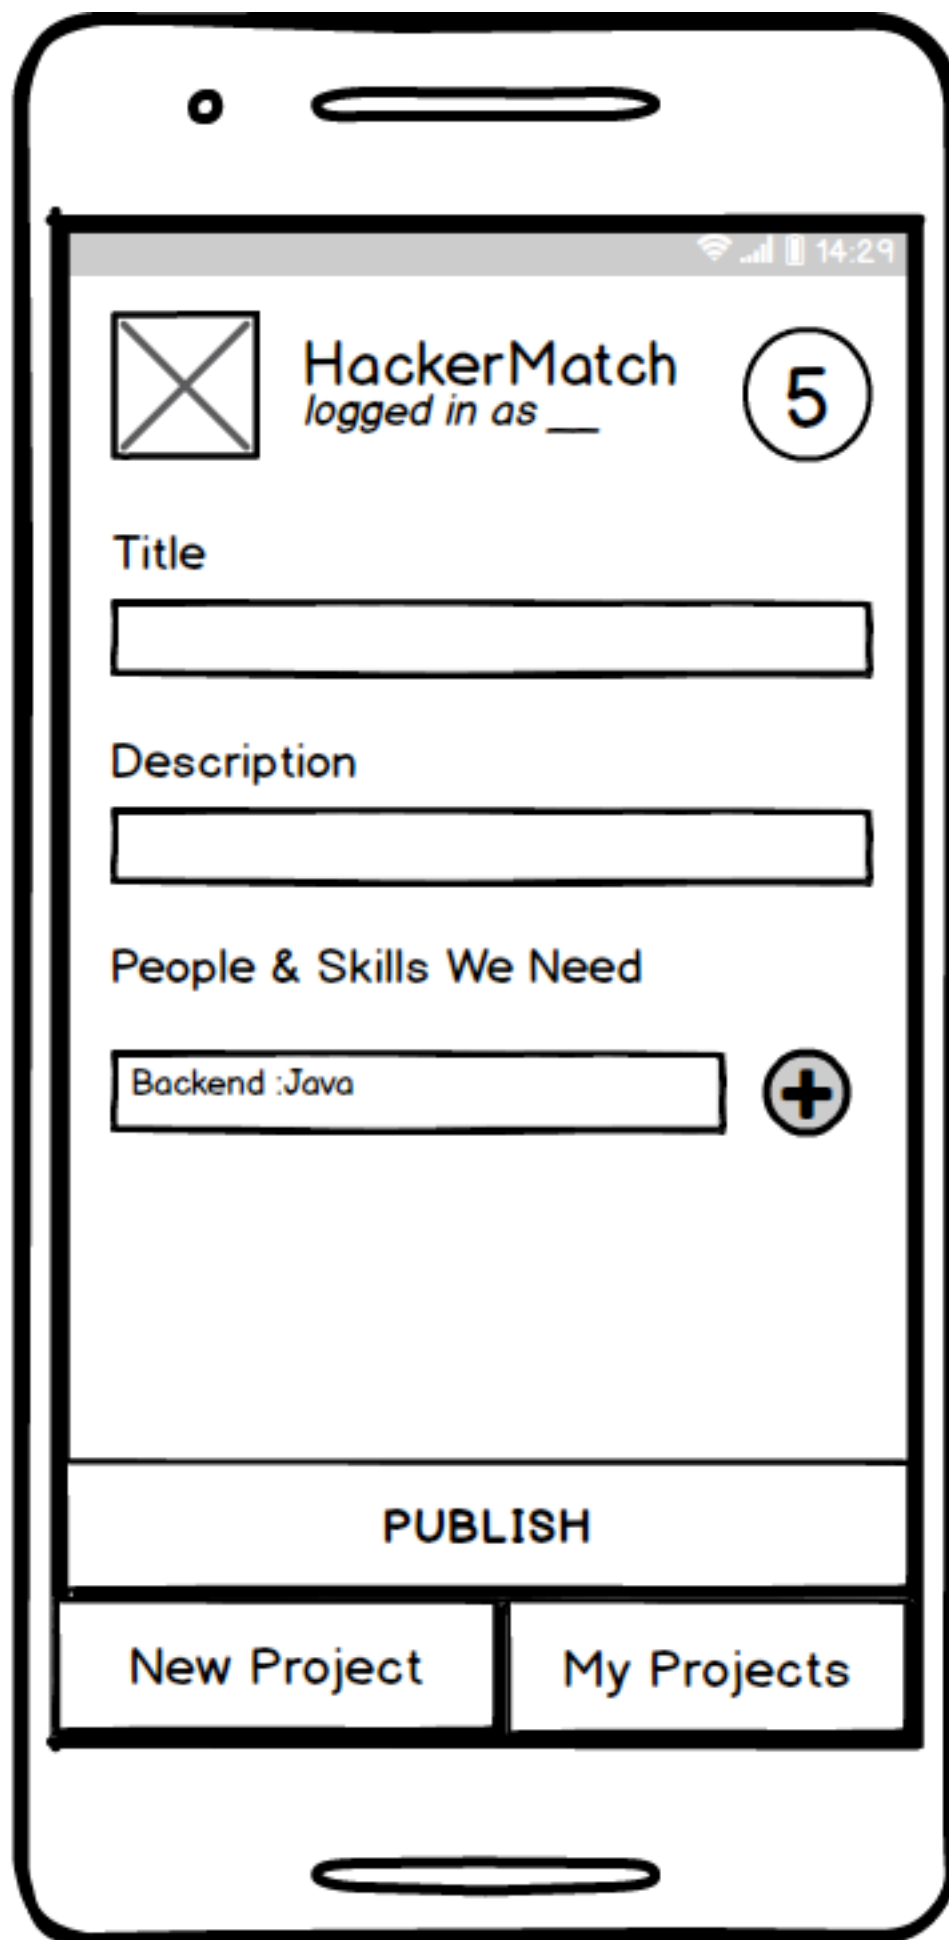 14:29
HackerMatch
logged in as __
5
Title
Description
People & Skills We Need
Backend :Java
PUBLISH
New Project
My Projects